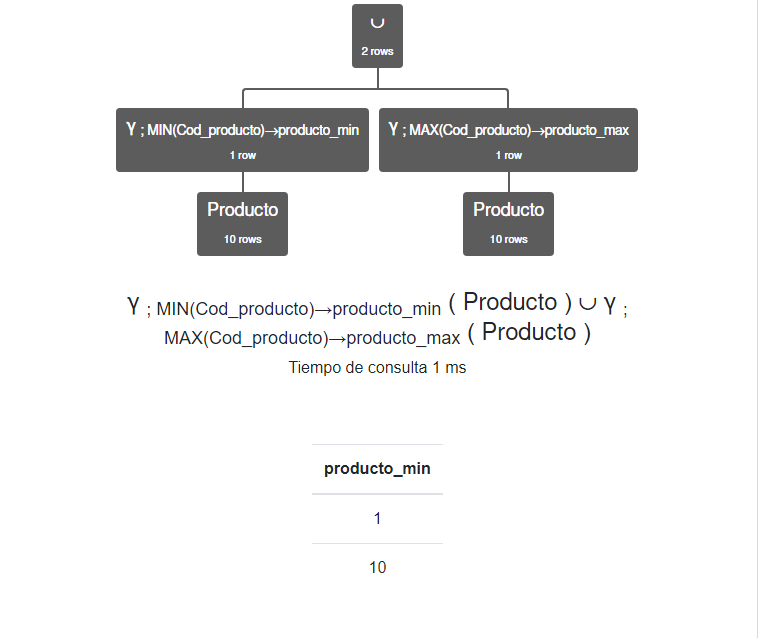 ∪
2 rows
γ ; MIN(Cod_producto)→producto_min
1 row
γ ; MAX(Cod_producto)→producto_max
1 row
Producto
10 rows
Producto
10 rows
γ ; MIN(Cod_producto)→producto_min ( Producto ) ∪ γ ;
MAX(Cod_producto)→producto_max ( Producto )
Tiempo de consulta 1 ms
producto_min
1
10